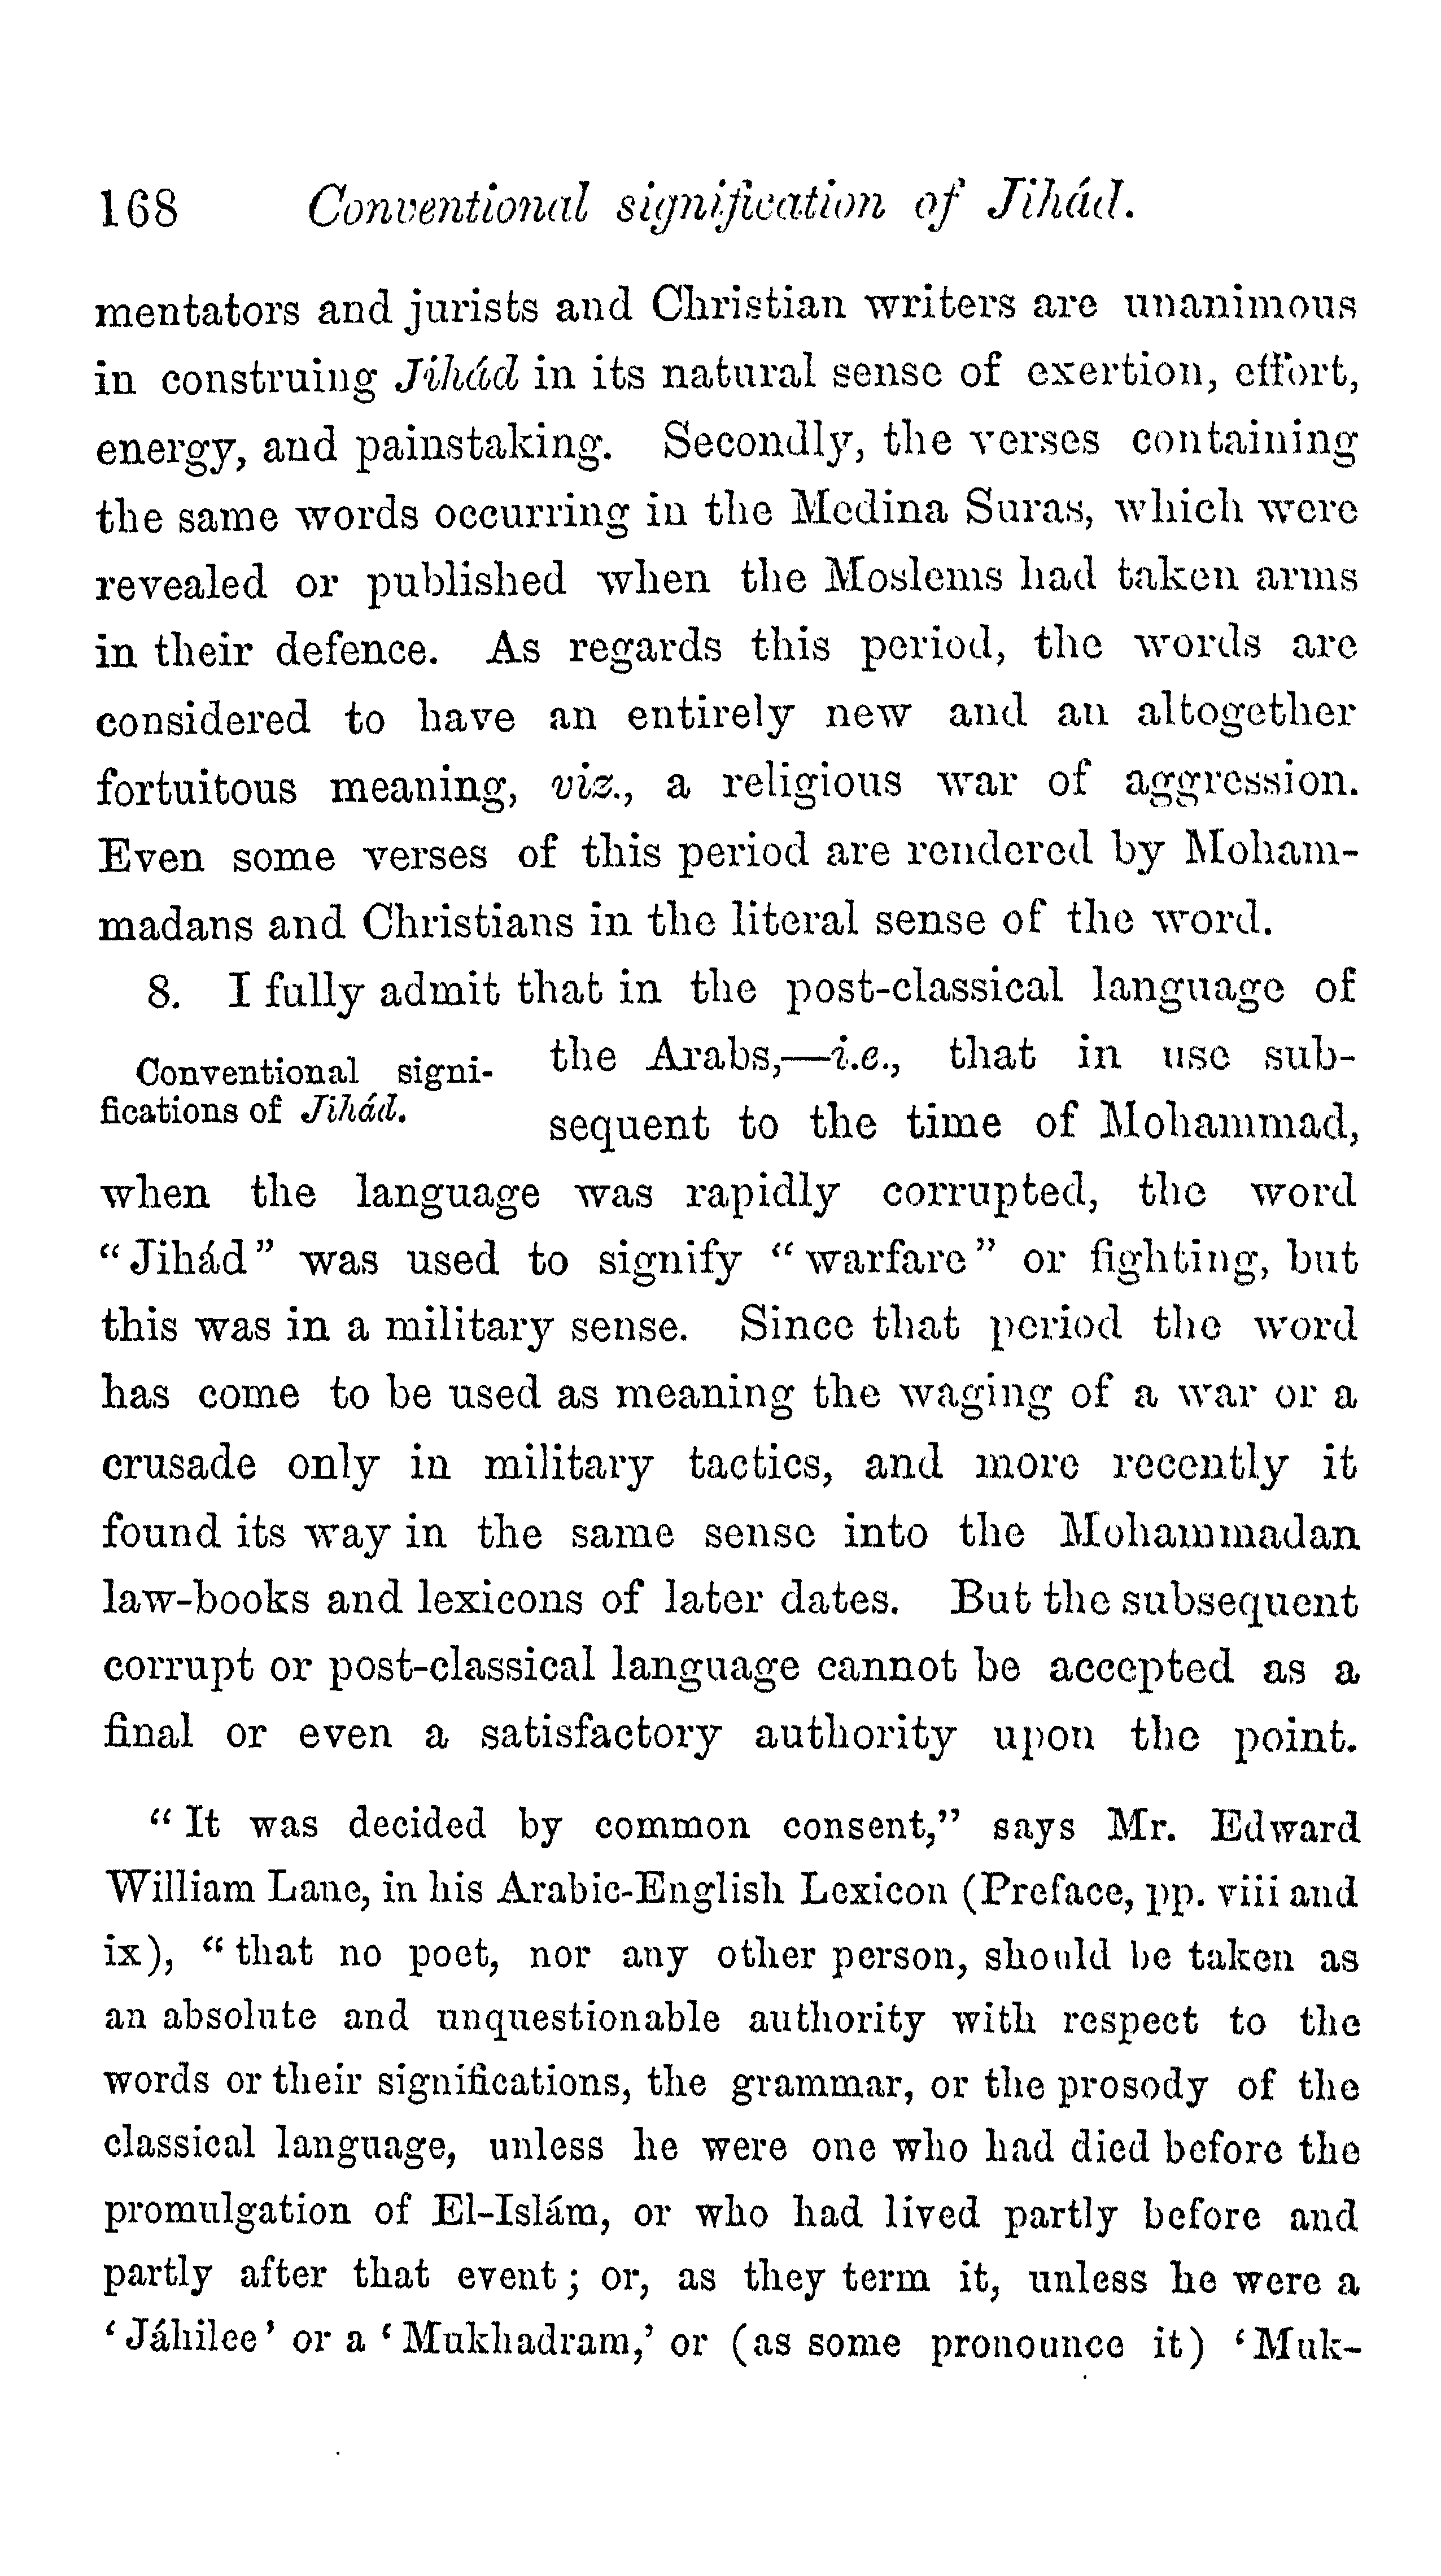 168 Conventional signification of Jihád.
mentators and jurists and Christian writers are unanimous
in construing Jihád in its natural sense of exertion, effort,
energy, and painstaking. Secondly, the verses containing
the same words occurring in the Medina Suras, which were
revealed or published when the Moslems had taken arms
in their defence. As regards this period, the words are
considered to have an entirely new and an altogether
fortuitous meaning, viz., a religious war of aggression.
Even some verses of this period are rendered by Moham-
madans and Christians in the literal sense of the word.
8. I fully admit that in the post-classical language of
Conventional signi-
fications of Jihád.
the Arabs,—i.e., that in use sub-
sequent to the time of Mohammad,
when the language was rapidly corrupted, the word
“Jihád” was used to signify “warfare” or fighting, but
this was in a military sense. Since that period the word
has come to be used as meaning the waging of a war or a
crusade only in military tactics, and more recently it
found its way in the same sense into the Mohammadan
law-books and lexicons of later dates. But the subsequent
corrupt or post-classical language cannot be accepted as a
final or even a satisfactory authority upon the point.
“It was decided by common consent,” says Mr. Edward
William Lane, in his Arabic-English Lexicon (Preface, pp. viii and
ix), “that no poet, nor any other person, should be taken as
an absolute and unquestionable authority with respect to the
words or their significations, the grammar, or the prosody of the
classical language, unless he were one who had died before the
promulgation of El-Islám, or who had lived partly before and
partly after that event; or, as they term it, unless he were a
‘Jáhilee’ or a ‘Mukhadram,’ or (as some pronounce it) ‘Muk-